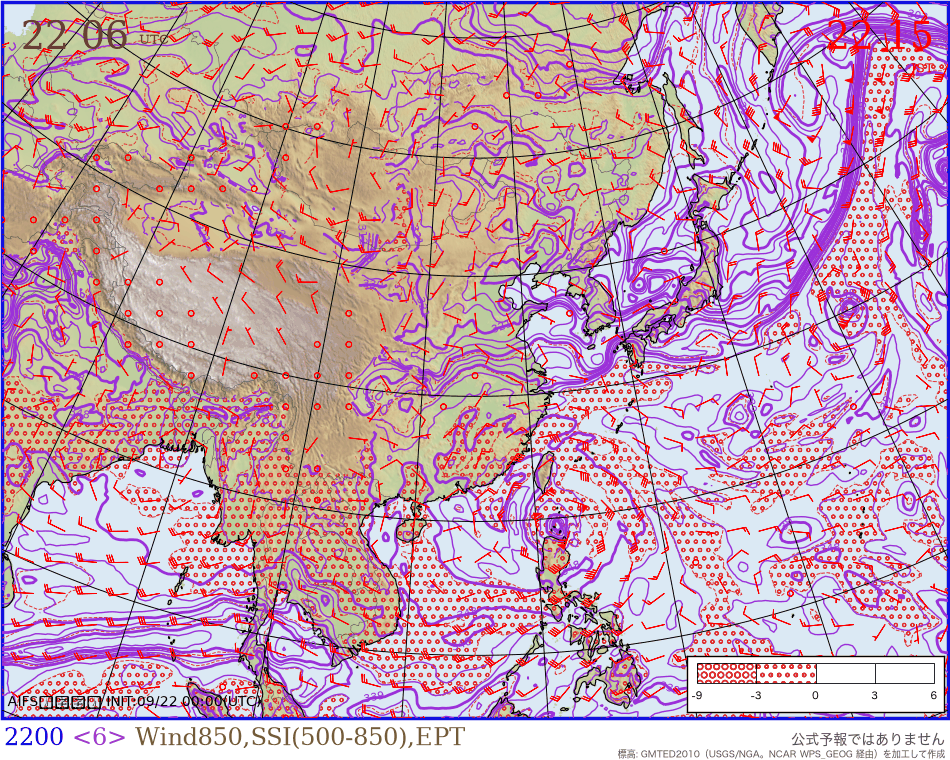 22 06 UTC
22 15
AIFS INIT:09/22 00:00(UTC)
-9 -3 0 3 6
2200 <6> Wind850,SSI(500-850),EPT
公式予報ではありません
標高: GMTED2010（USGS/NGA。NCAR WPS_GEOG 経由）を加工して作成